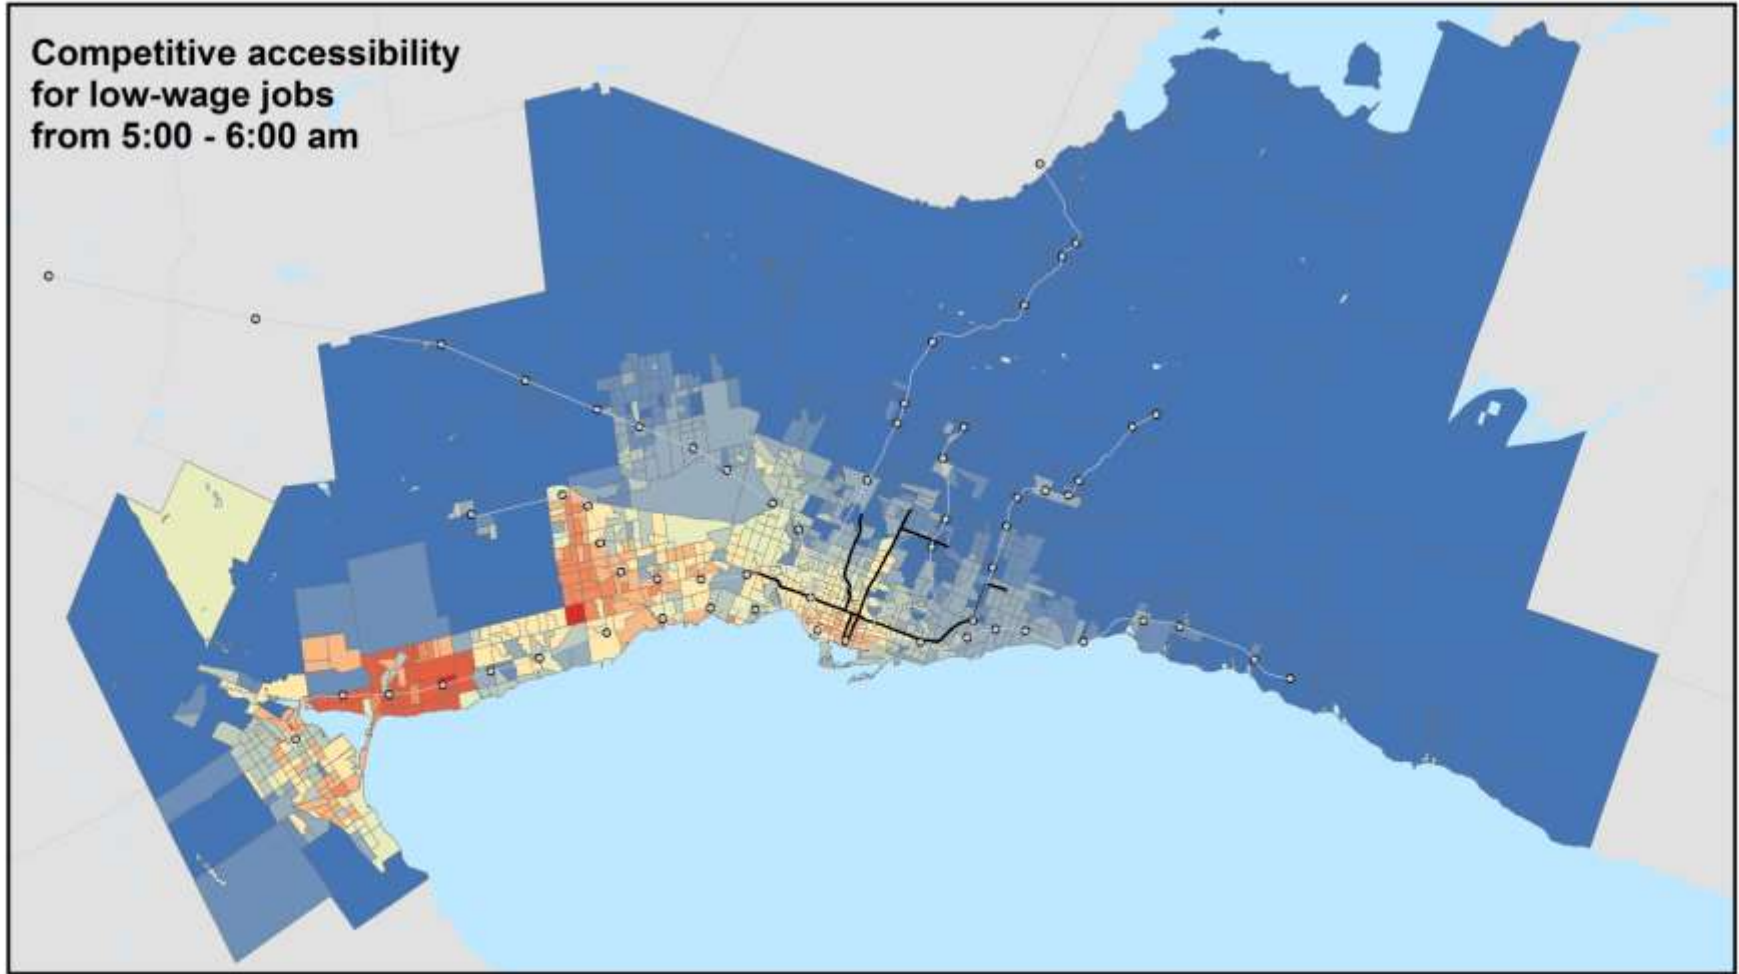 Competitive accessibility
for low-wage jobs
from 5:00 - 6:00 am